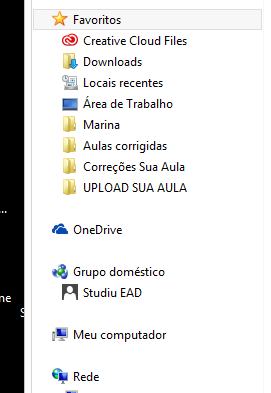 Favoritos
Creative Cloud Files
Downloads
Locais recentes
Área de Trabalho
Marina
Aulas corrigidas
Correções Sua Aula
UPLOAD SUA AULA
...
OneDrive
Grupo doméstico
Studiu EAD
ne
S
Meu computador
Rede